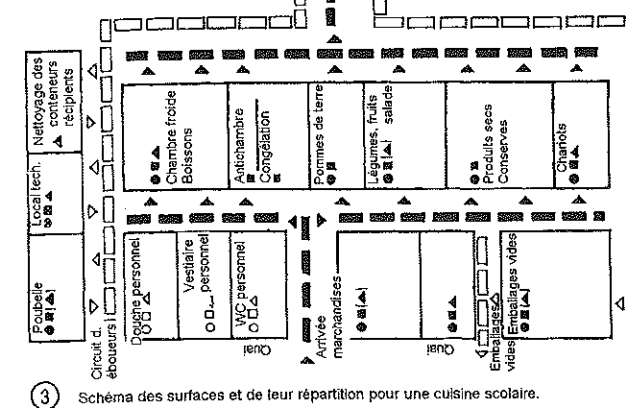 Nettoyage des
conteneurs
récipients
Local tech.
Poubelle
Circuit d.
éboueurs
Chambre froide
Boissons
Antichambre
Congélation
Pommes de terre
Légumes, fruits
salade
Produits secs
Conserves
Chariots
Douche personnel
Vestiaire
personnel
WC personnel
Quai
Arrivée
marchandises
Quai
Emballages
vides
Emballages vides
3 Schéma des surfaces et de leur répartition pour une cuisine scolaire.